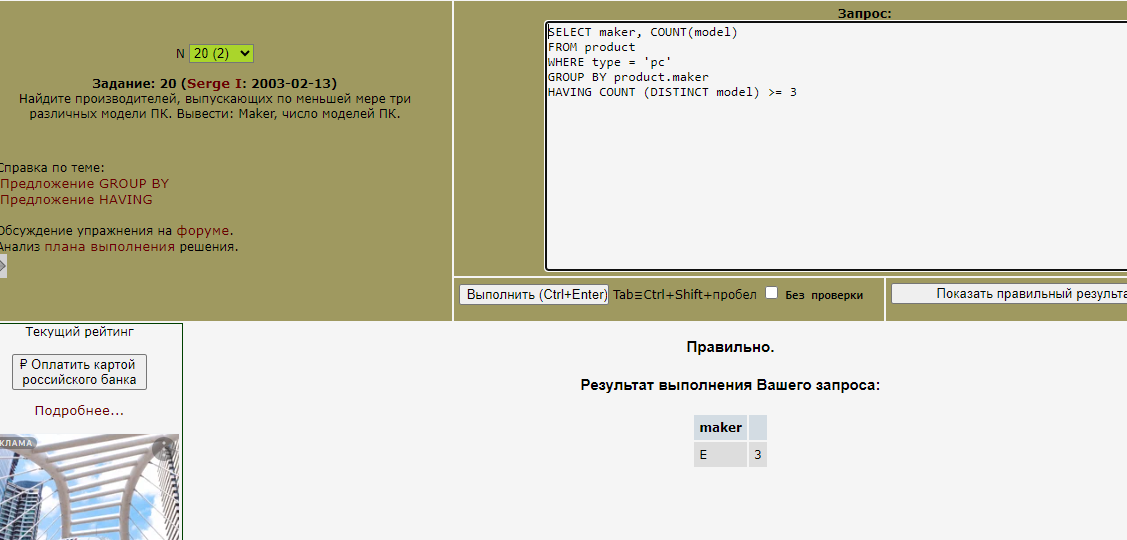 N 20 (2)
Задание: 20 (Serge I: 2003-02-13)
Найдите производителей, выпускающих по меньшей мере три
различных модели ПК. Вывести: Maker, число моделей ПК.
Справка по теме:
Предложение GROUP BY
Предложение HAVING
Обсуждение упражнения на форуме.
Анализ плана выполнения решения.
Запрос:
SELECT maker, COUNT(model)
FROM product
WHERE type = 'pc'
GROUP BY product.maker
HAVING COUNT (DISTINCT model) >= 3
Выполнить (Ctrl+Enter) Tab≡Ctrl+Shift+пробел Без проверки
Показать правильный результа
Текущий рейтинг
₽ Оплатить картой
российского банка
Подробнее...
КЛАМА
Правильно.
Результат выполнения Вашего запроса:
maker
E 3